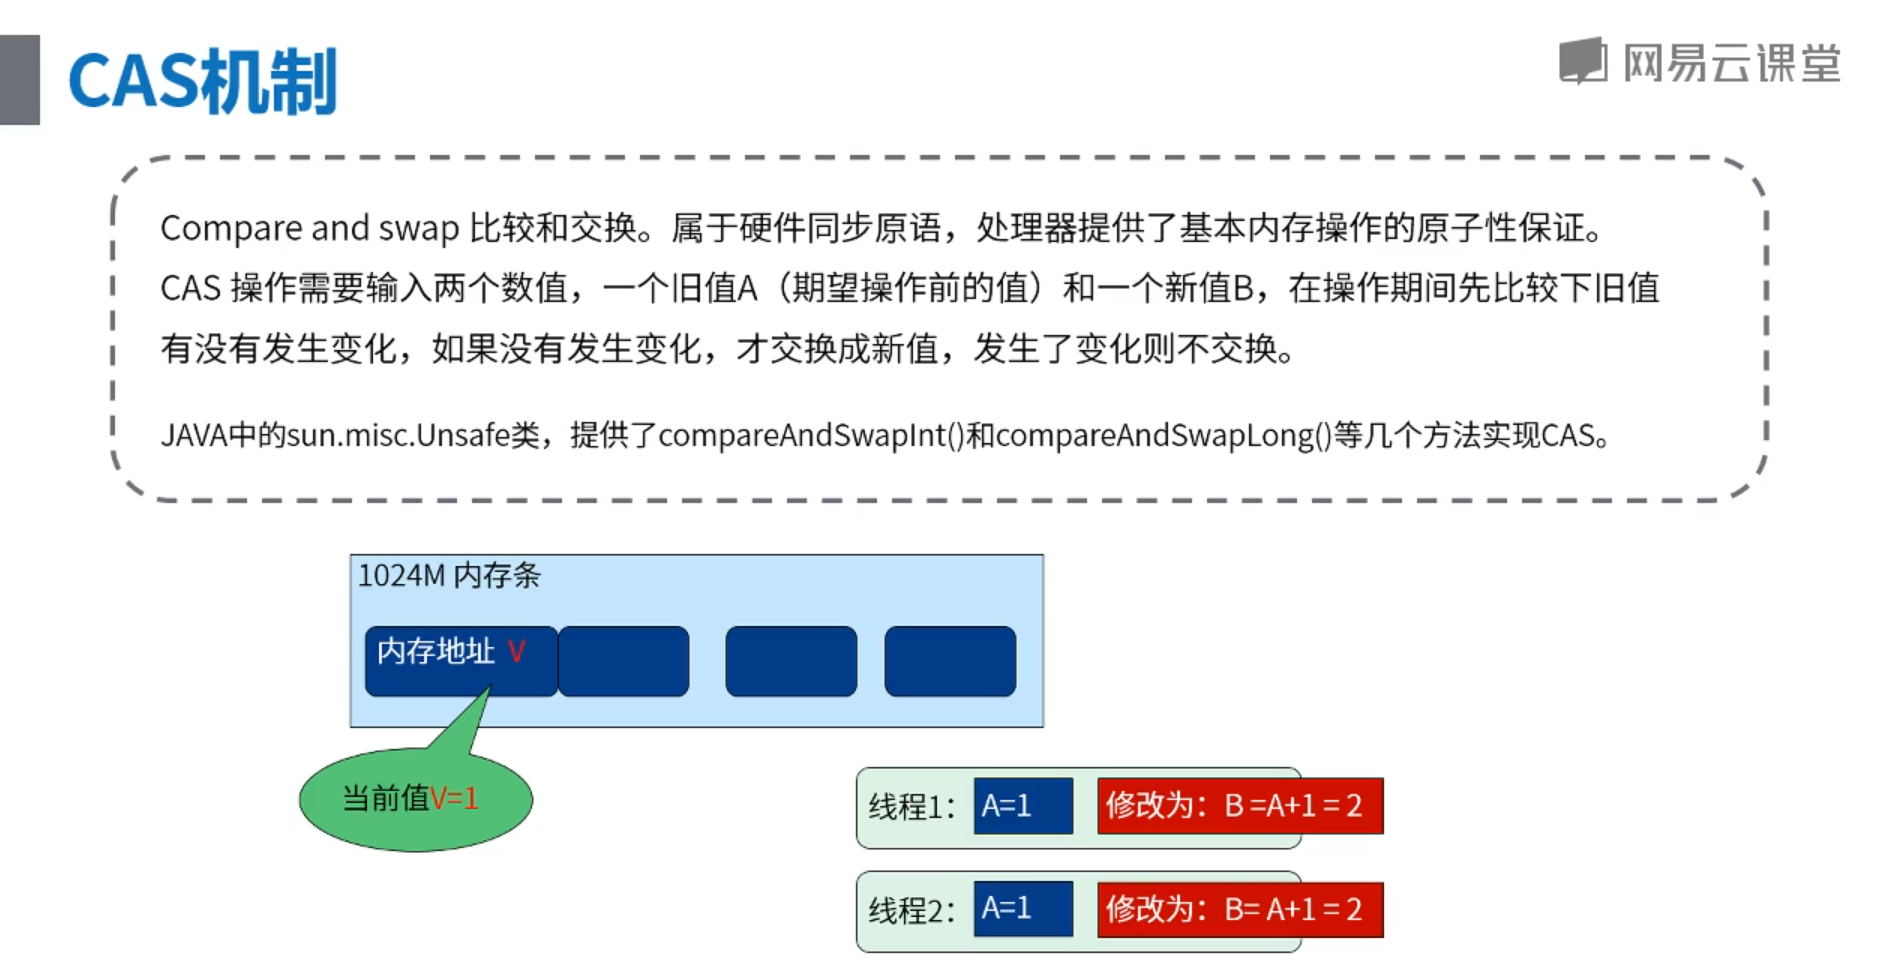 CAS机制
网易云课堂
Compare and swap 比较和交换。属于硬件同步原语，处理器提供了基本内存操作的原子性保证。
CAS 操作需要输入两个数值，一个旧值A（期望操作前的值）和一个新值B，在操作期间先比较下旧值
有没有发生变化，如果没有发生变化，才交换成新值，发生了变化则不交换。
JAVA中的sun.misc.Unsafe类，提供了compareAndSwapInt()和compareAndSwapLong()等几个方法实现CAS。
1024M 内存条
内存地址 V
当前值V=1
线程1： A=1 修改为：B =A+1 = 2
线程2： A=1 修改为：B= A+1 = 2